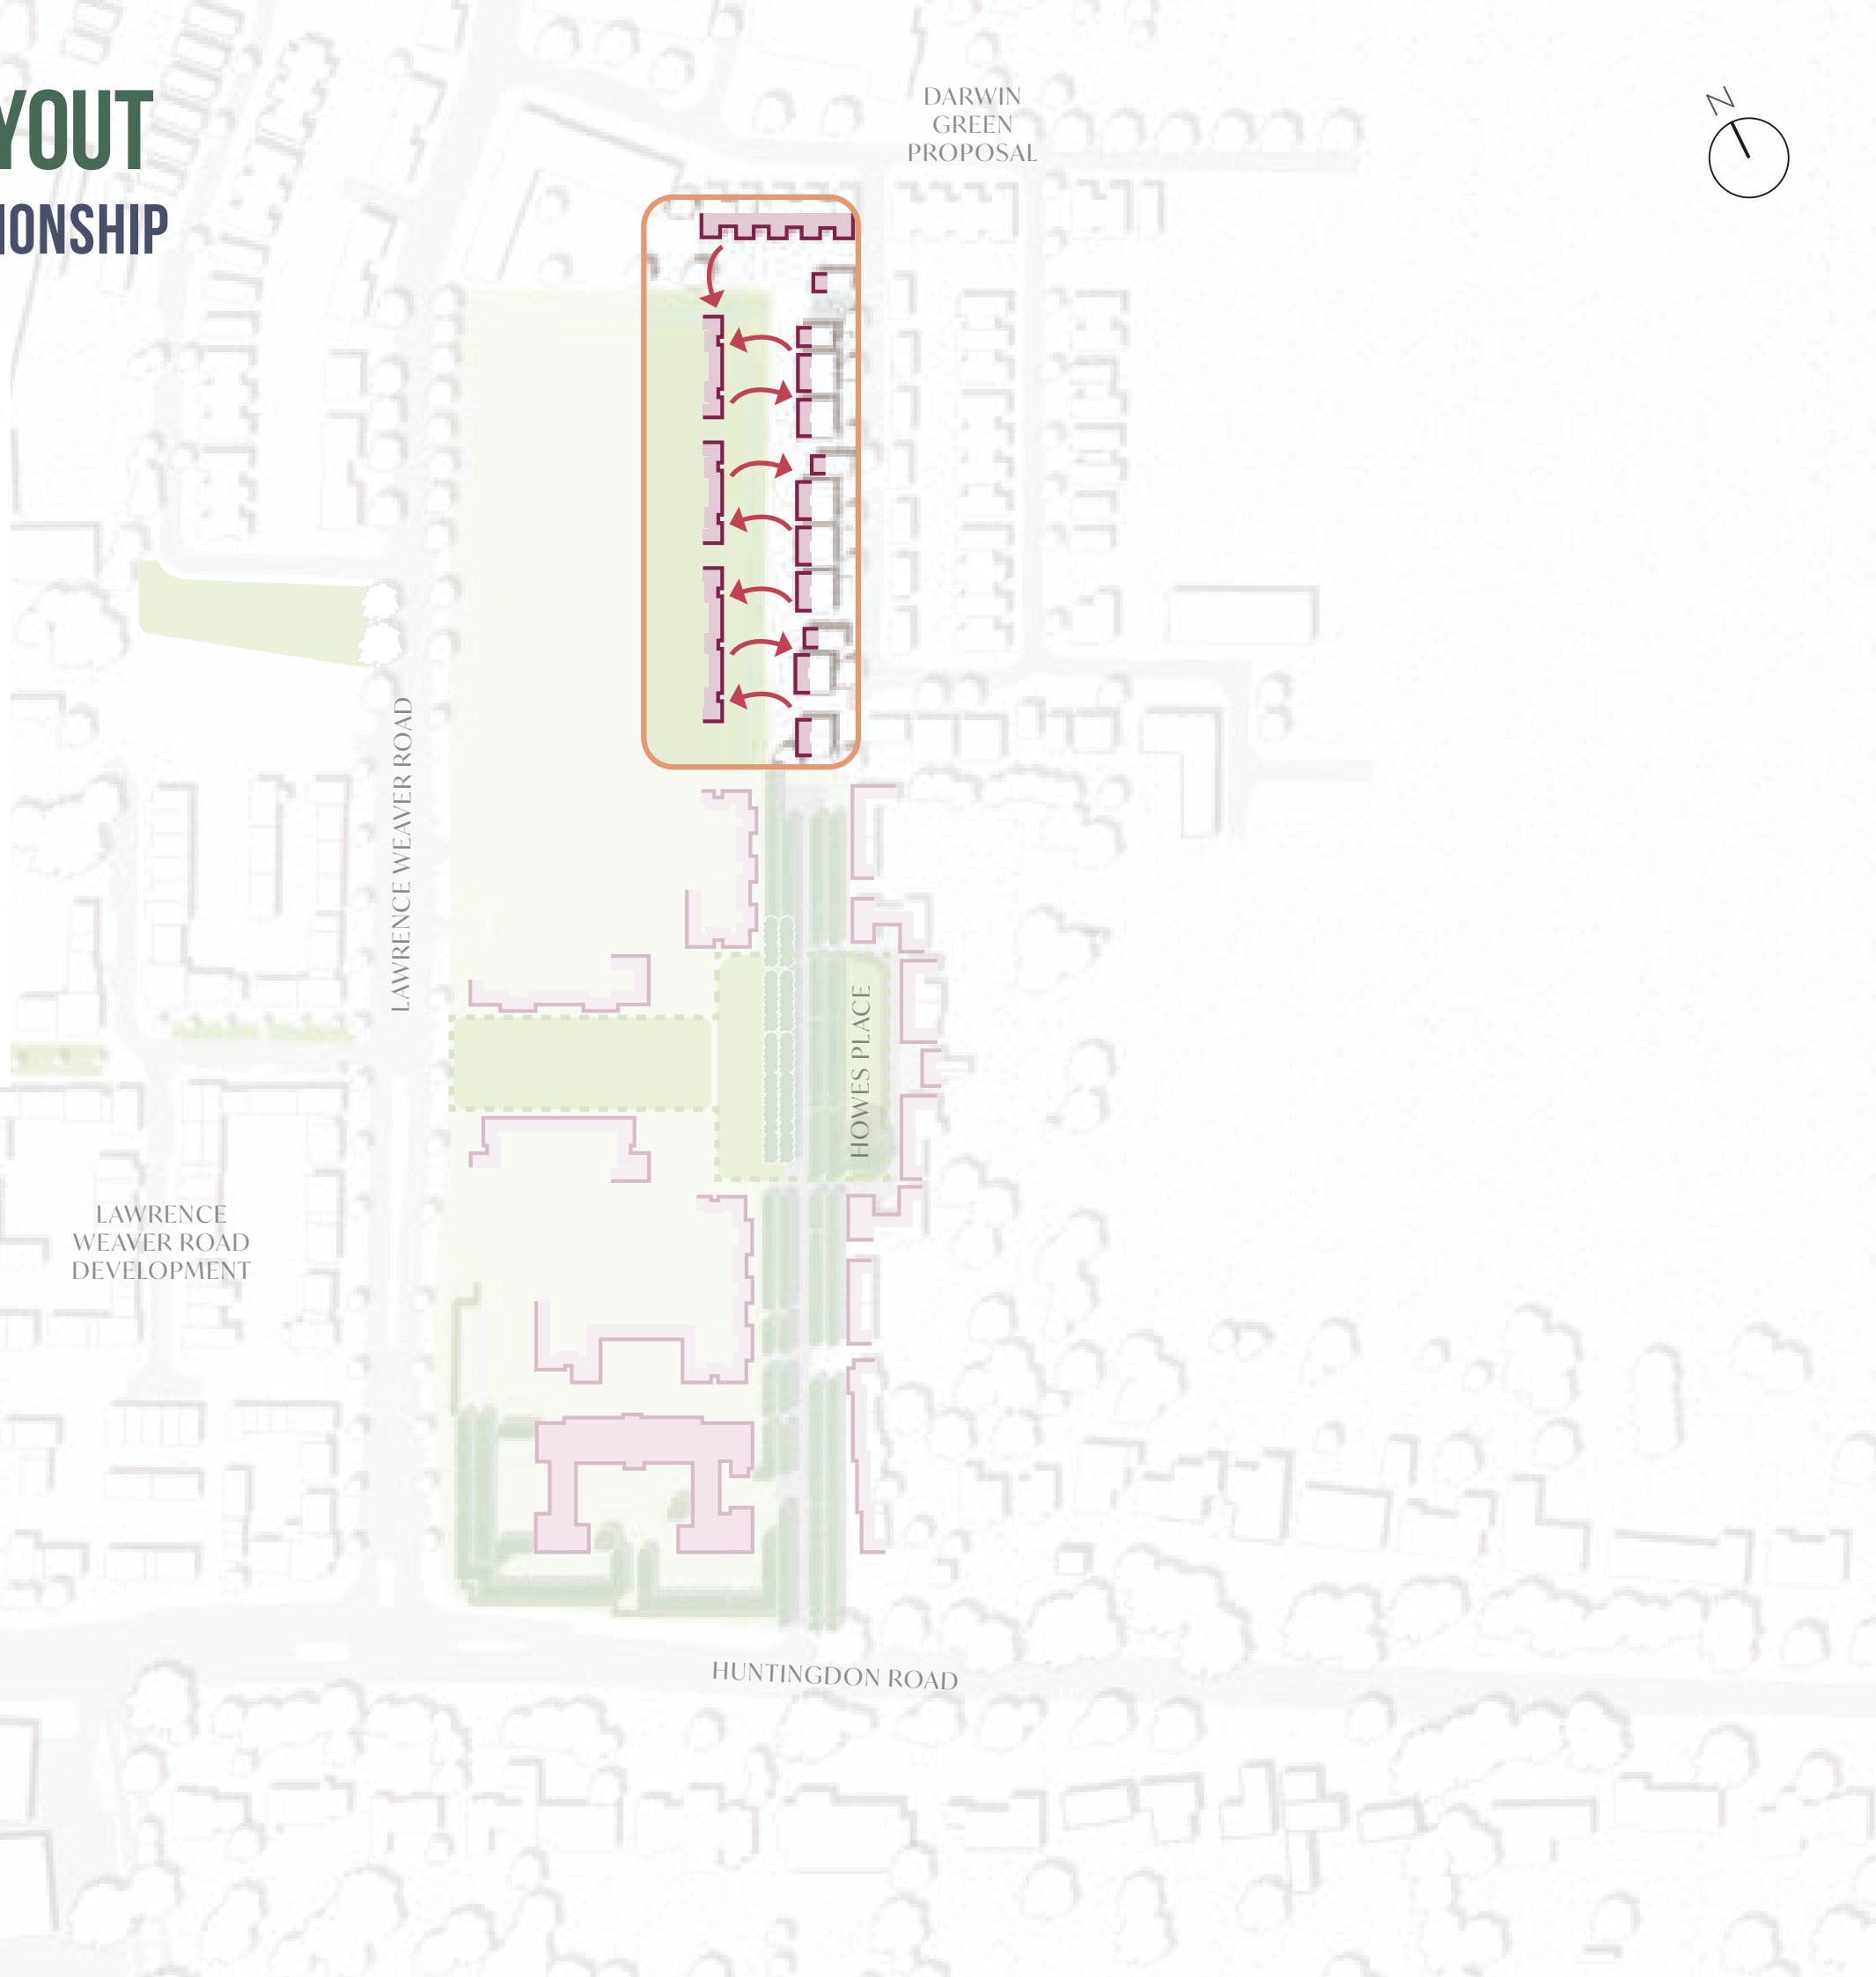 YOUT
IONSHIP
DARWIN
GREEN
PROPOSAL
N
LAWRENCE WEAVER ROAD
HOWES PLACE
LAWRENCE
WEAVER ROAD
DEVELOPMENT
HUNTINGDON ROAD